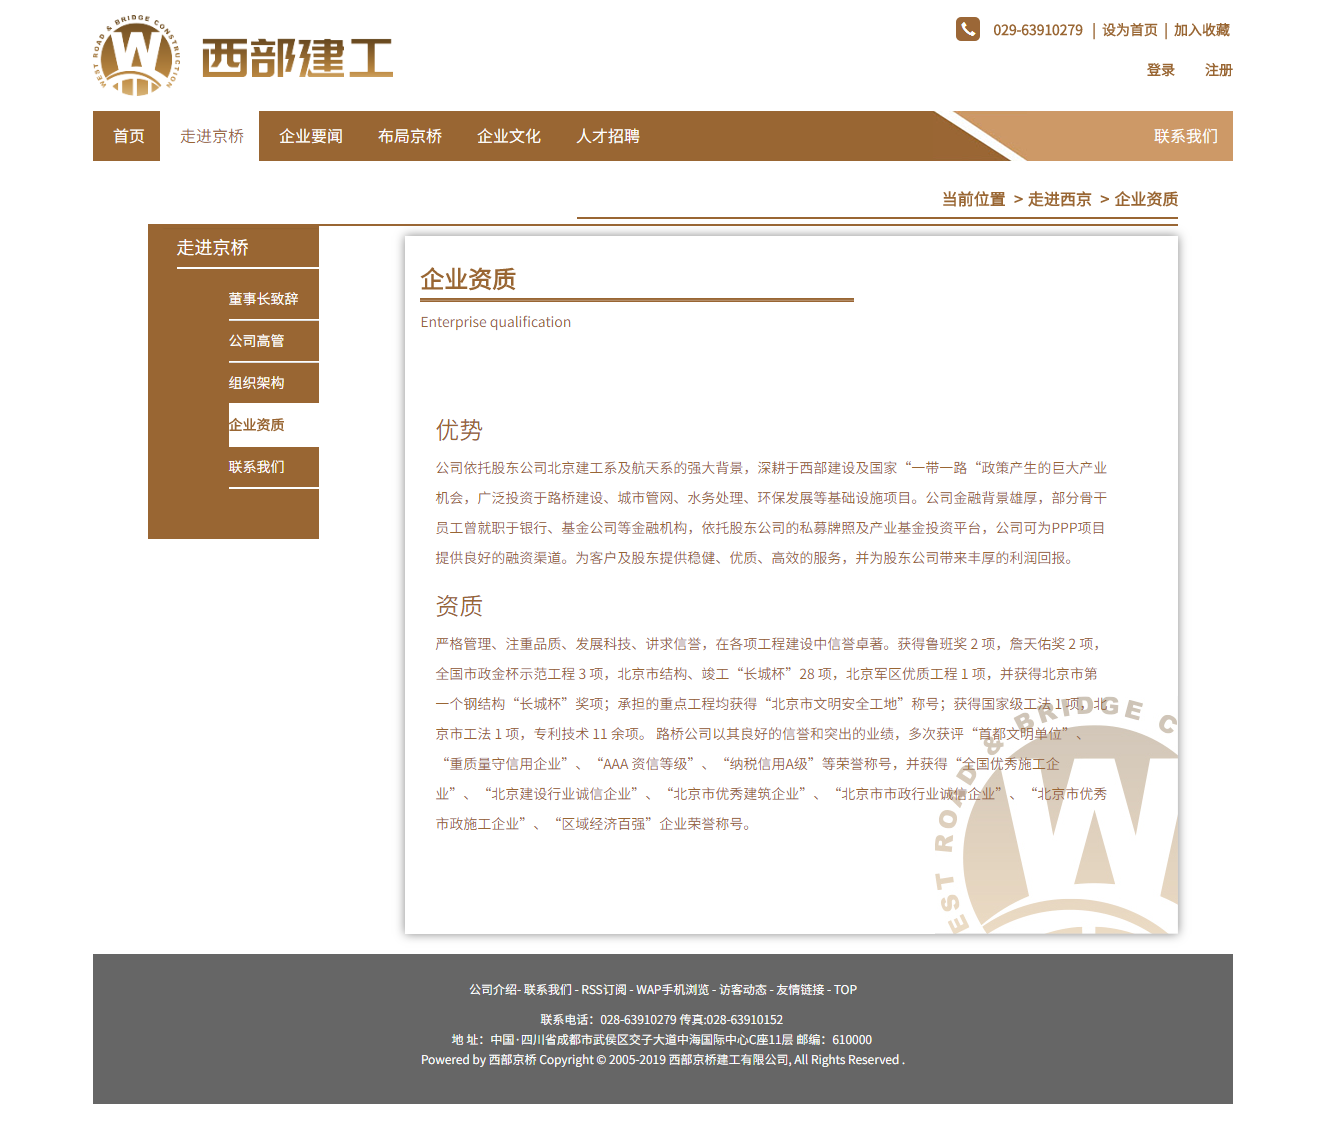 WEST ROAD & BRIDGE CONSTRUCTION
西部建工
029-63910279 | 设为首页 | 加入收藏
登录 注册
首页 走进京桥 企业要闻 布局京桥 企业文化 人才招聘 联系我们
当前位置 > 走进西京 > 企业资质
走进京桥
董事长致辞
公司高管
组织架构
企业资质
联系我们
企业资质
Enterprise qualification
优势
公司依托股东公司北京建工系及航天系的强大背景，深耕于西部建设及国家“一带一路“政策产生的巨大产业
机会，广泛投资于路桥建设、城市管网、水务处理、环保发展等基础设施项目。公司金融背景雄厚，部分骨干
员工曾就职于银行、基金公司等金融机构，依托股东公司的私募牌照及产业基金投资平台，公司可为PPP项目
提供良好的融资渠道。为客户及股东提供稳健、优质、高效的服务，并为股东公司带来丰厚的利润回报。
资质
严格管理、注重品质、发展科技、讲求信誉，在各项工程建设中信誉卓著。获得鲁班奖 2 项，詹天佑奖 2 项，
全国市政金杯示范工程 3 项，北京市结构、竣工“长城杯”28 项，北京军区优质工程 1 项，并获得北京市第
一个钢结构“长城杯”奖项；承担的重点工程均获得“北京市文明安全工地”称号；获得国家级工法 1 项，北
京市工法 1 项，专利技术 11 余项。 路桥公司以其良好的信誉和突出的业绩，多次获评“首都文明单位”、
“重质量守信用企业”、“AAA 资信等级”、“纳税信用A级”等荣誉称号，并获得“全国优秀施工企
业”、“北京建设行业诚信企业”、“北京市优秀建筑企业”、“北京市市政行业诚信企业”、“北京市优秀
市政施工企业”、“区域经济百强”企业荣誉称号。
EST ROAD & BRIDGE C
公司介绍- 联系我们 - RSS订阅 - WAP手机浏览 - 访客动态 - 友情链接 - TOP
联系电话：028-63910279 传真:028-63910152
地 址：中国·四川省成都市武侯区交子大道中海国际中心C座11层 邮编：610000
Powered by 西部京桥 Copyright © 2005-2019 西部京桥建工有限公司, All Rights Reserved .